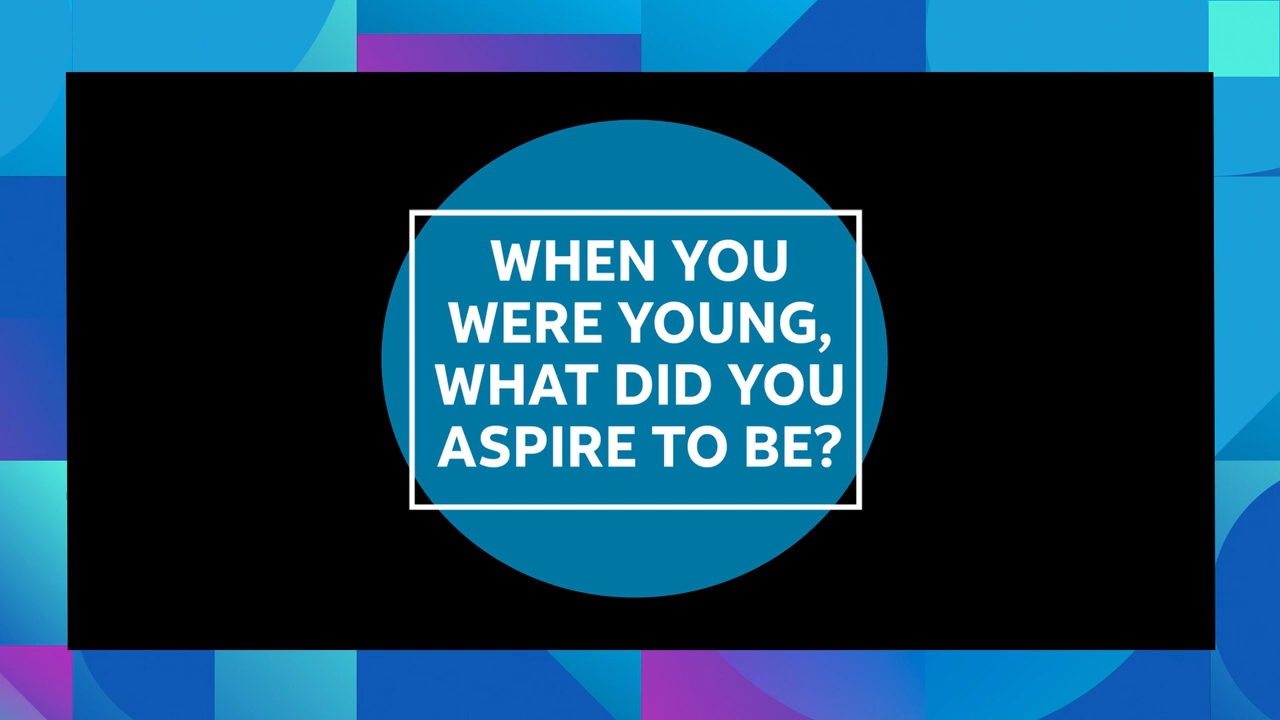 WHEN YOU
WERE YOUNG,
WHAT DID YOU
ASPIRE TO BE?